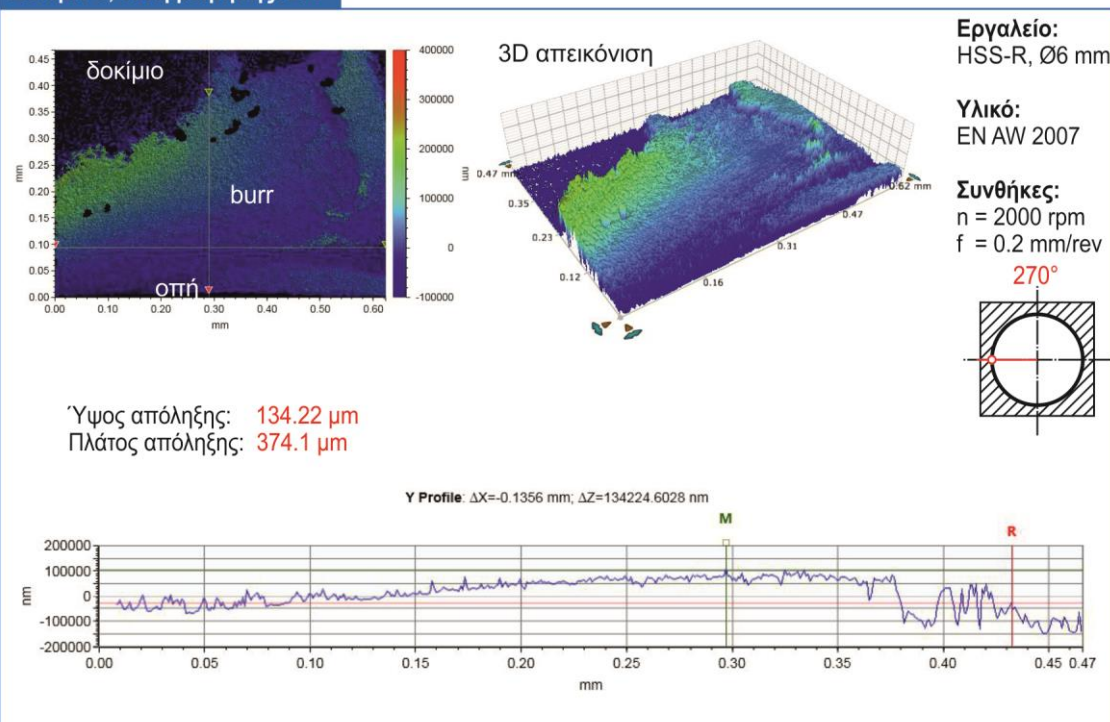 0.45
0.40
0.35
0.30
0.25
0.20
0.15
0.10
0.05
0.00
mm
δοκίμιο
burr
οπή
0.00 0.10 0.20 0.30 0.40 0.50 0.60
mm
400000
300000
200000
100000
0
-100000
nm
3D απεικόνιση
0.47 mm
0.35
0.23
0.12
0.16
0.31
0.47
0.62 mm
Εργαλείο:
HSS-R, Ø6 mm
Υλικό:
EN AW 2007
Συνθήκες:
n = 2000 rpm
f = 0.2 mm/rev
270°
Ύψος απόληξης: 134.22 μm
Πλάτος απόληξης: 374.1 μm
Y Profile: ΔX=-0.1356 mm; ΔZ=134224.6028 nm
M
R
200000
100000
0
-100000
-200000
nm
0.00 0.05 0.10 0.15 0.20 0.25 0.30 0.35 0.40 0.45 0.47
mm